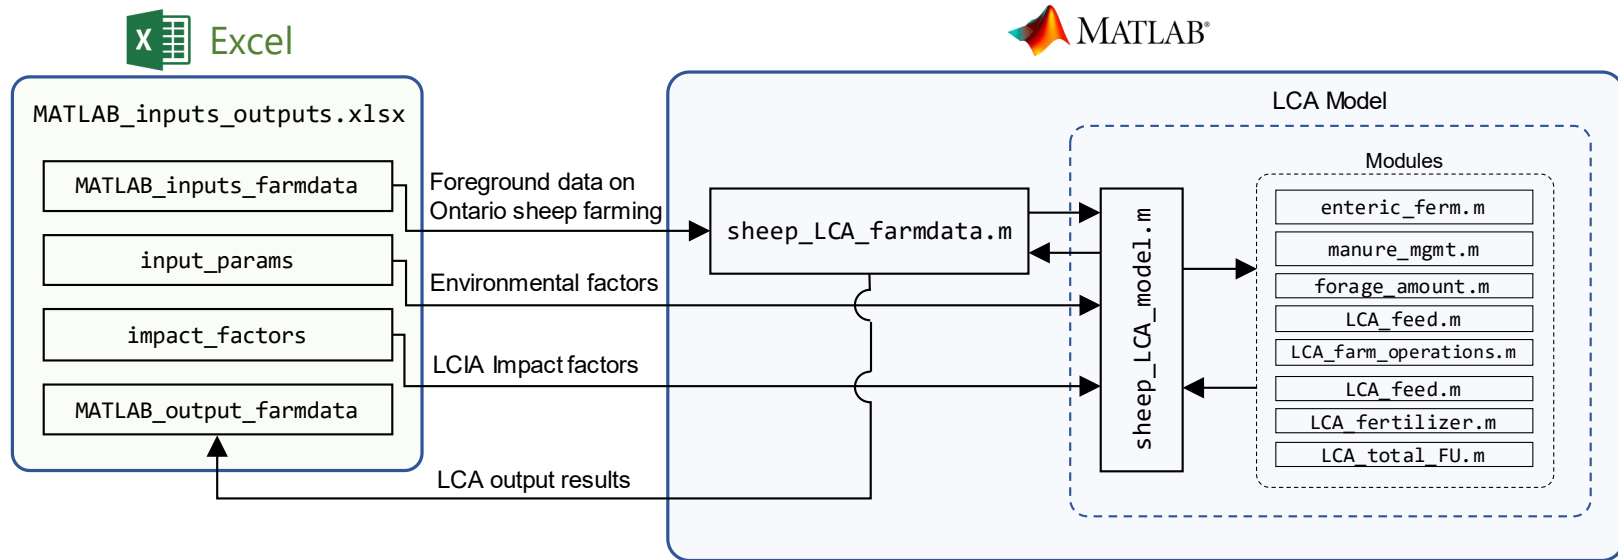 X
Excel
MATLAB®
MATLAB_inputs_outputs.xlsx
MATLAB_inputs_farmdata
input_params
impact_factors
MATLAB_output_farmdata
Foreground data on
Ontario sheep farming
Environmental factors
LCIA Impact factors
LCA output results
sheep_LCA_farmdata.m
LCA Model
sheep_LCA_model.m
Modules
enteric_ferm.m
manure_mgmt.m
forage_amount.m
LCA_feed.m
LCA_farm_operations.m
LCA_feed.m
LCA_fertilizer.m
LCA_total_FU.m